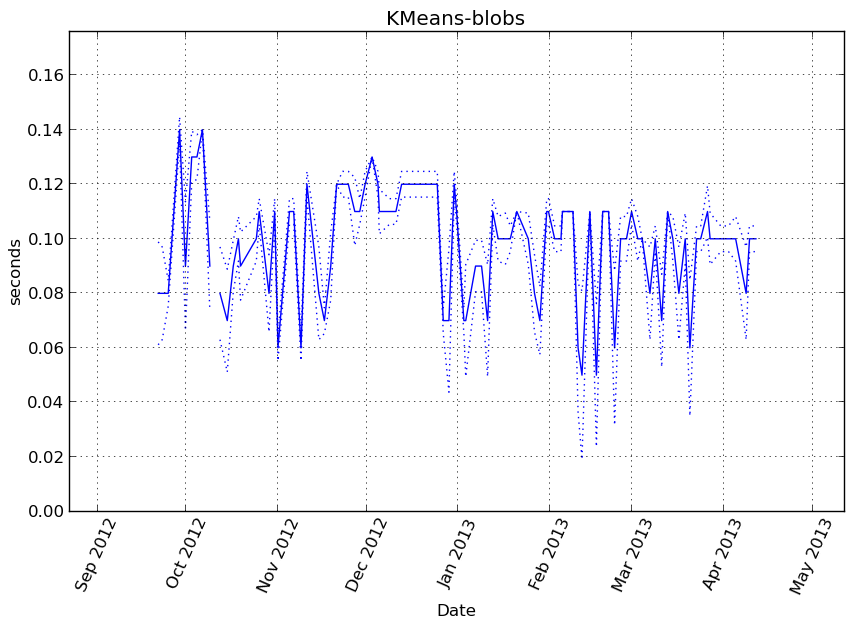 KMeans-blobs
seconds
0.16
0.14
0.12
0.10
0.08
0.06
0.04
0.02
0.00
Sep 2012
Oct 2012
Nov 2012
Dec 2012
Jan 2013
Feb 2013
Mar 2013
Apr 2013
May 2013
Date